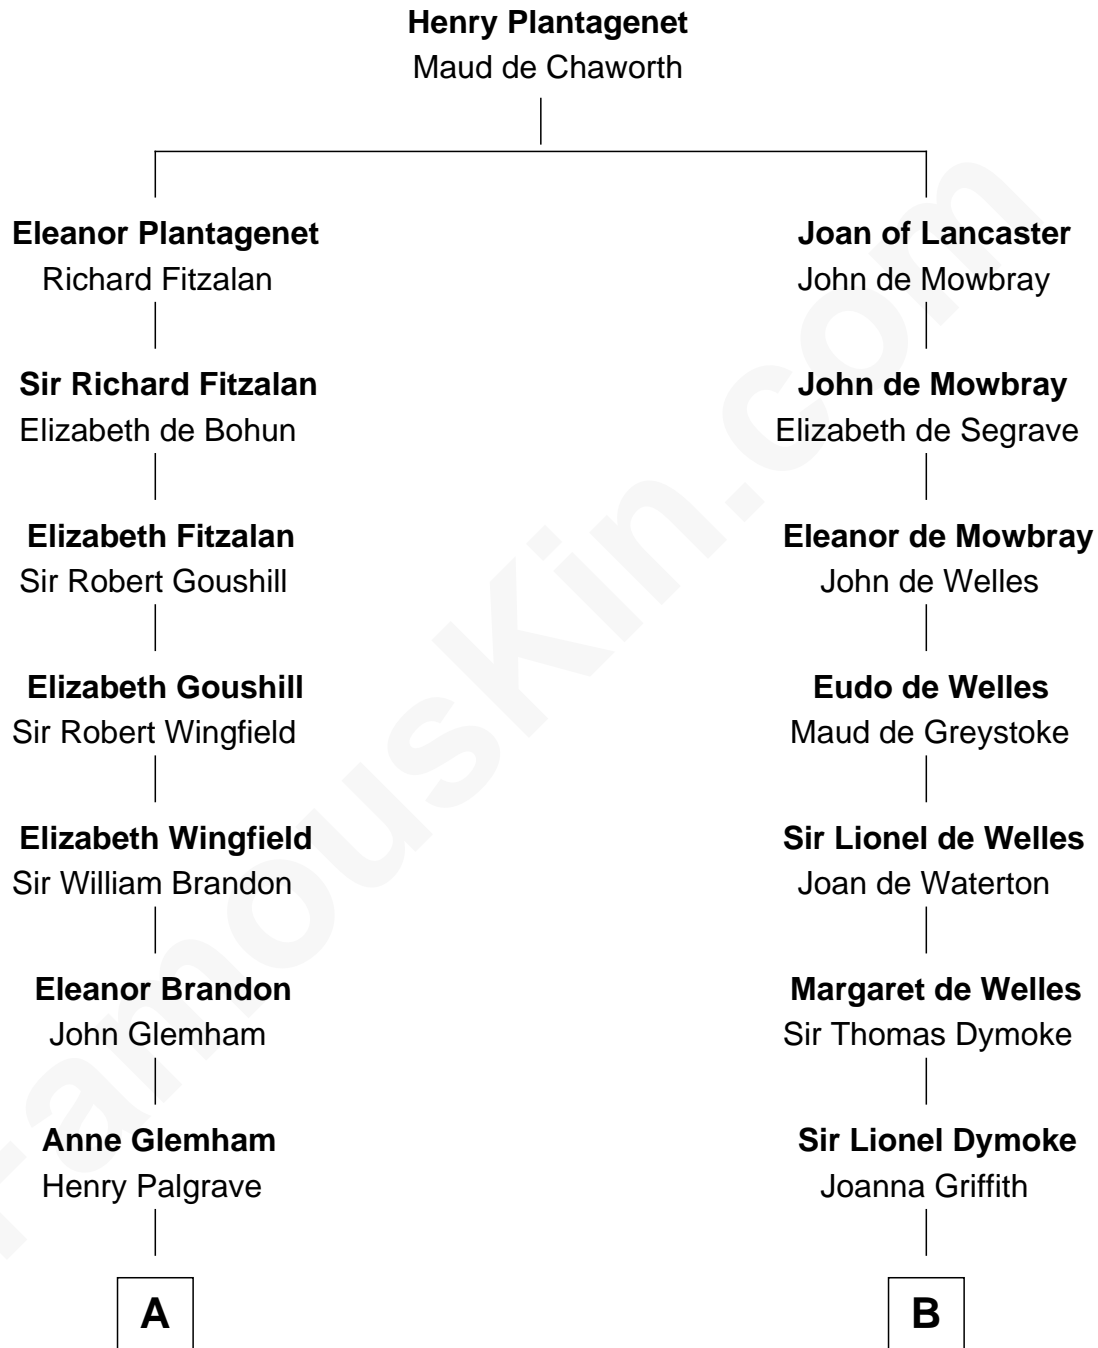 Henry Plantagenet
Maud de Chaworth
Eleanor Plantagenet
Richard Fitzalan
Joan of Lancaster
John de Mowbray
Sir Richard Fitzalan
Elizabeth de Bohun
John de Mowbray
Elizabeth de Segrave
Elizabeth Fitzalan
Sir Robert Goushill
Eleanor de Mowbray
John de Welles
Elizabeth Goushill
Sir Robert Wingfield
Eudo de Welles
Maud de Greystoke
Elizabeth Wingfield
Sir William Brandon
Sir Lionel de Welles
Joan de Waterton
Eleanor Brandon
John Glemham
Margaret de Welles
Sir Thomas Dymoke
Anne Glemham
Henry Palgrave
Sir Lionel Dymoke
Joanna Griffith
A
B
FamousKin.com